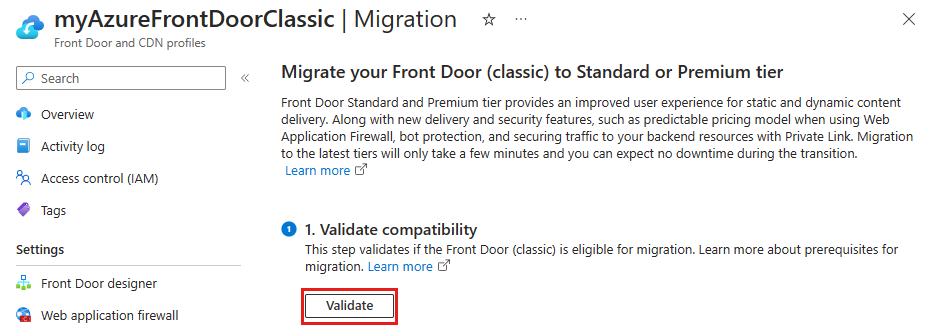 myAzureFrontDoorClassic | Migration
Front Door and CDN profiles
Search
Overview
Activity log
Access control (IAM)
Tags
Settings
Front Door designer
Web application firewall
Migrate your Front Door (classic) to Standard or Premium tier
Front Door Standard and Premium tier provides an improved user experience for static and dynamic content
delivery. Along with new delivery and security features, such as predictable pricing model when using Web
Application Firewall, bot protection, and securing traffic to your backend resources with Private Link. Migration
to the latest tiers will only take a few minutes and you can expect no downtime during the transition.
Learn more
1 1. Validate compatibility
This step validates if the Front Door (classic) is eligible for migration. Learn more about prerequisites for
migration. Learn more
Validate